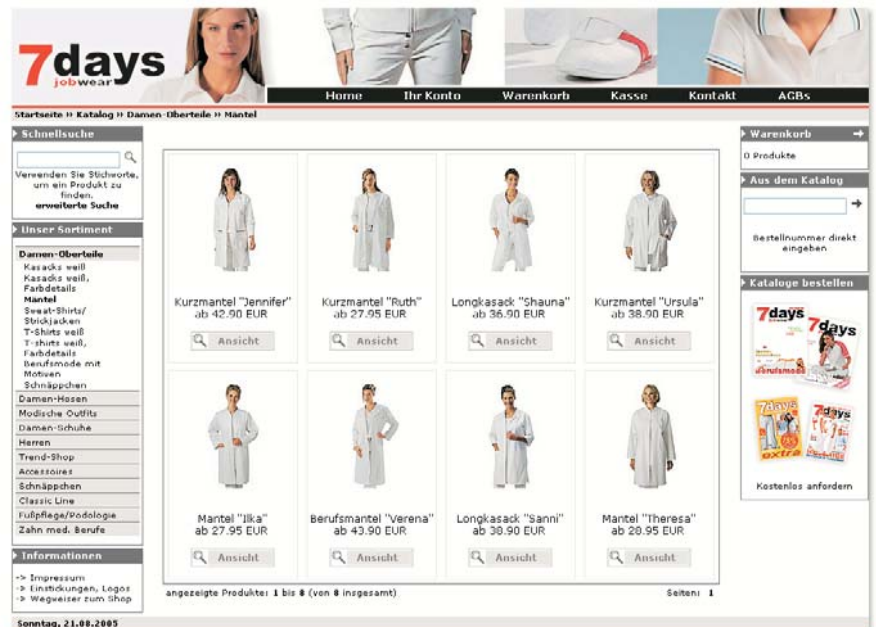 7days
jobwear
Home Ihr Konto Warenkorb Kasse Kontakt AGBs
Startseite » Katalog » Damen-Oberteile » Mäntel
Schnellsuche
Verwenden Sie Stichworte,
um ein Produkt zu
finden.
erweiterte Suche
Unser Sortiment
Damen-Oberteile
Kasacks weiß
Kasacks weiß,
Farbdetails
Mäntel
Sweat-Shirts/
Strickjacken
T-Shirts weiß
T-shirts weiß,
Farbdetails
Berufsmode mit
Motiven
Schnäppchen
Damen-Hosen
Modische Outfits
Damen-Schuhe
Herren
Trend-Shop
Accessoires
Schnäppchen
Classic Line
Fußpflege/Podologie
Zahn med. Berufe
Informationen
-> Impressum
-> Einstickungen, Logos
-> Wegweiser zum Shop
Kurzmantel "Jennifer"
ab 42.90 EUR
Ansicht
Kurzmantel "Ruth"
ab 27.95 EUR
Ansicht
Longkasack "Shauna"
ab 36.90 EUR
Ansicht
Kurzmantel "Ursula"
ab 38.90 EUR
Ansicht
Mantel "Ilka"
ab 27.95 EUR
Ansicht
Berufsmantel "Verena"
ab 43.90 EUR
Ansicht
Longkasack "Sanni"
ab 38.90 EUR
Ansicht
Mantel "Theresa"
ab 28.95 EUR
Ansicht
angezeigte Produkte: 1 bis 8 (von 8 insgesamt)
Seiten: 1
Warenkorb
0 Produkte
Aus dem Katalog
Bestellnummer direkt
eingeben
Kataloge bestellen
7days
7days
Berufsmode
7days
extra
7days
Kostenlos anfordern
Sonntag, 21.08.2005